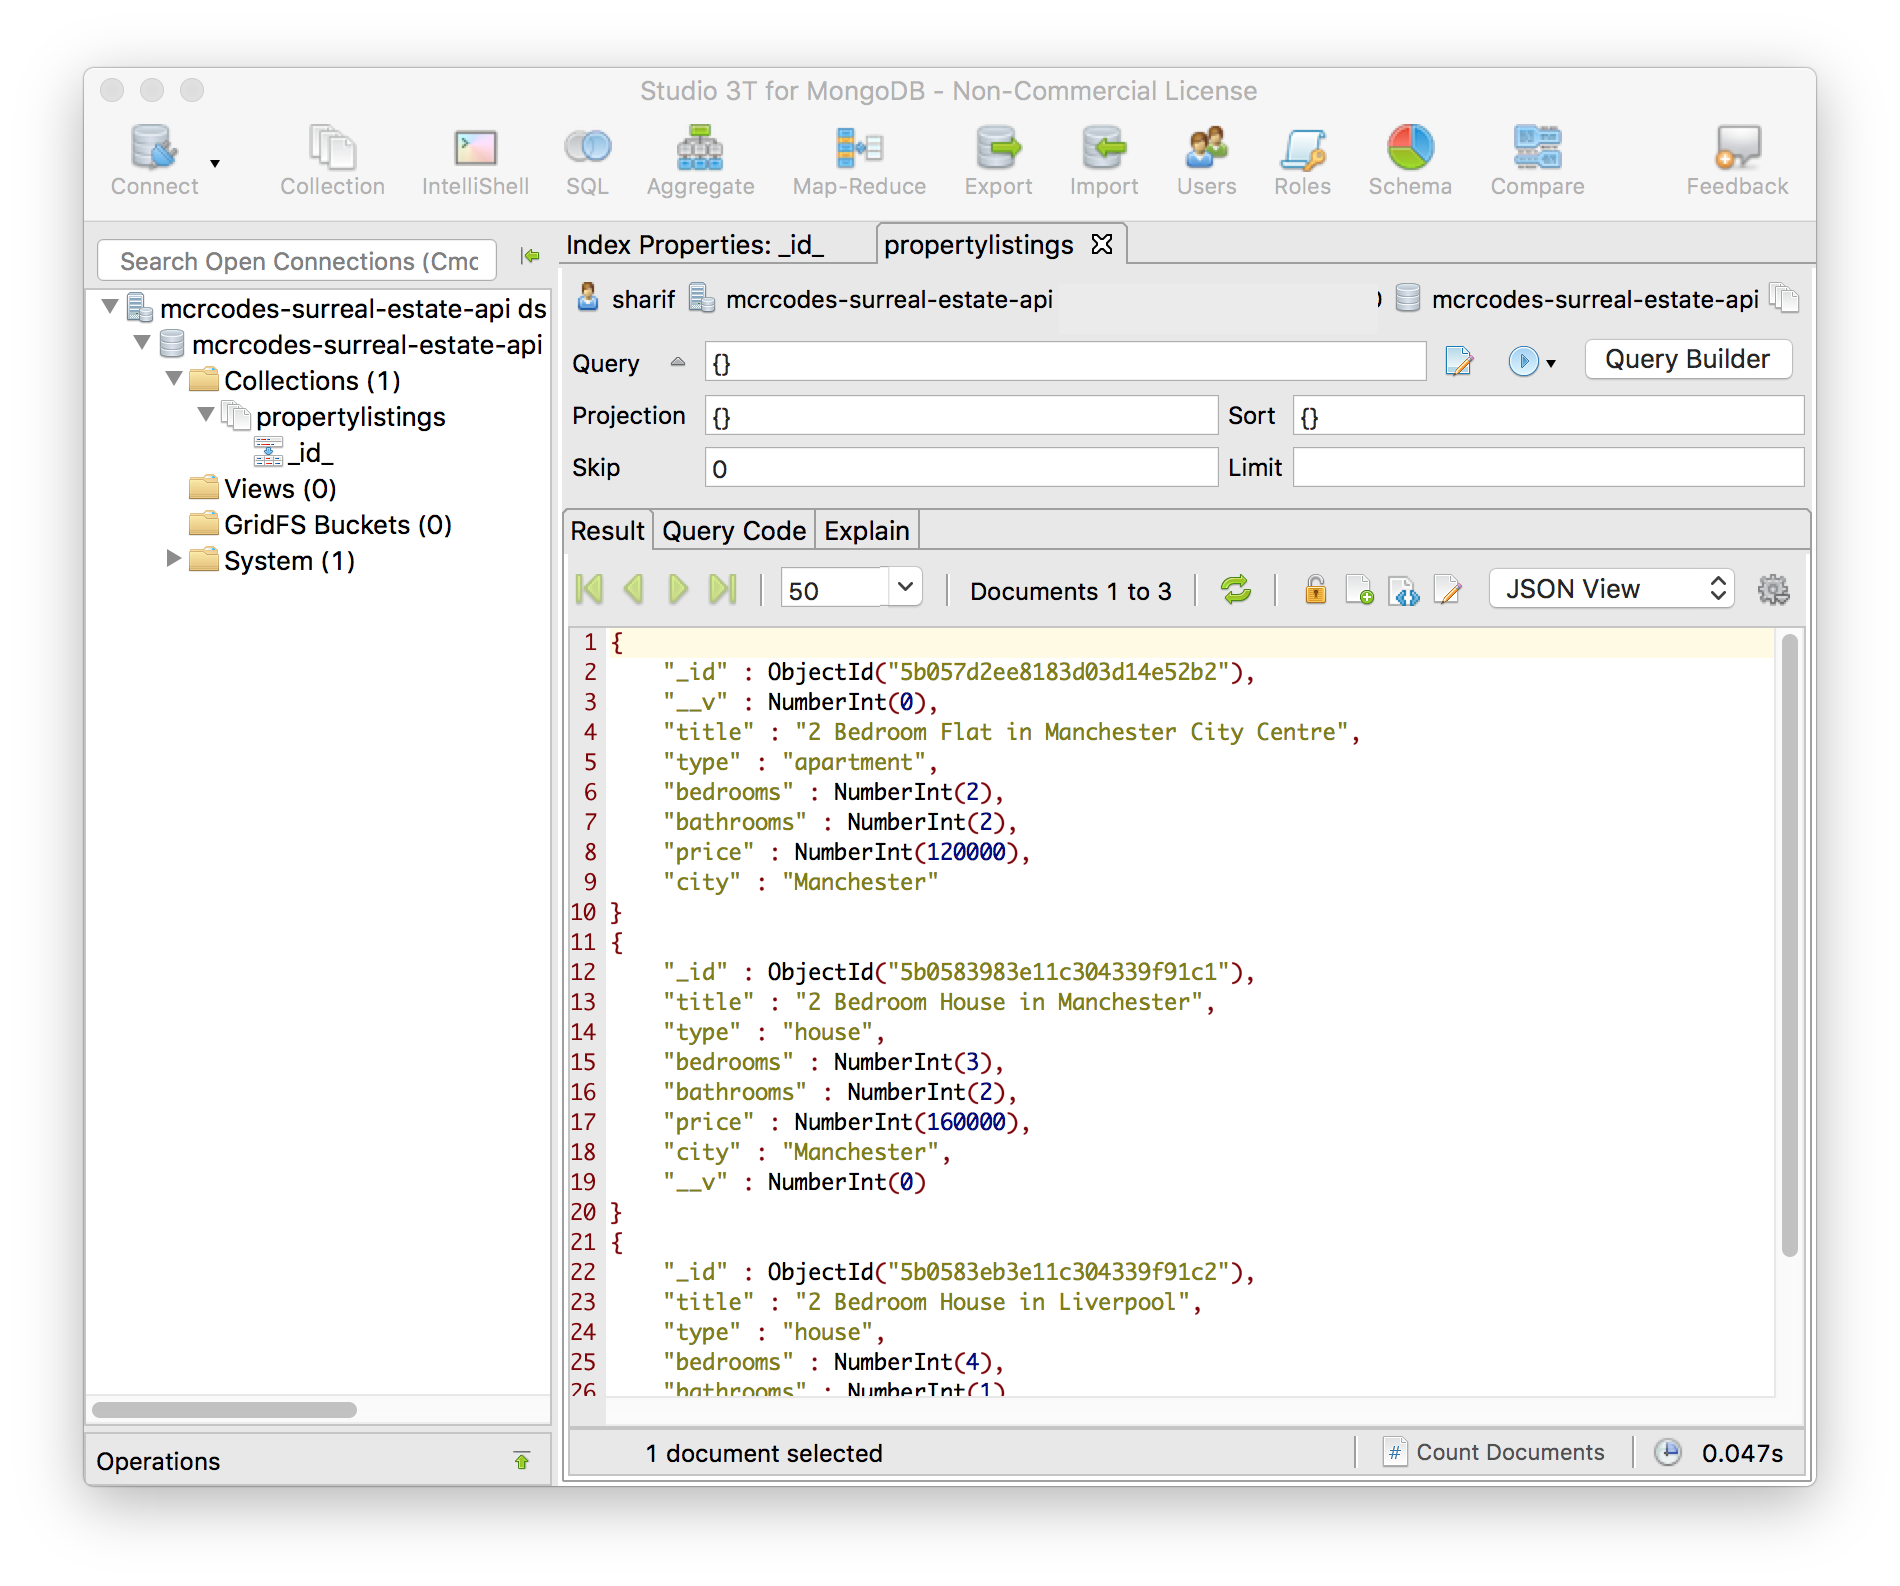 Studio 3T for MongoDB - Non-Commercial License
Connect Collection IntelliShell SQL Aggregate Map-Reduce Export Import Users Roles Schema Compare Feedback
Search Open Connections (Cmd
mcrcodes-surreal-estate-api ds
mcrcodes-surreal-estate-api
Collections (1)
propertylistings
_id_
Views (0)
GridFS Buckets (0)
System (1)
Operations
Index Properties: _id_ propertylistings
sharif mcrcodes-surreal-estate-api mcrcodes-surreal-estate-api
Query {} Query Builder
Projection {} Sort {}
Skip 0 Limit
Result Query Code Explain
50 Documents 1 to 3 JSON View
1 {
2 "_id" : ObjectId("5b057d2ee8183d03d14e52b2"),
3 "__v" : NumberInt(0),
4 "title" : "2 Bedroom Flat in Manchester City Centre",
5 "type" : "apartment",
6 "bedrooms" : NumberInt(2),
7 "bathrooms" : NumberInt(2),
8 "price" : NumberInt(120000),
9 "city" : "Manchester"
10 }
11 {
12 "_id" : ObjectId("5b0583983e11c304339f91c1"),
13 "title" : "2 Bedroom House in Manchester",
14 "type" : "house",
15 "bedrooms" : NumberInt(3),
16 "bathrooms" : NumberInt(2),
17 "price" : NumberInt(160000),
18 "city" : "Manchester",
19 "__v" : NumberInt(0)
20 }
21 {
22 "_id" : ObjectId("5b0583eb3e11c304339f91c2"),
23 "title" : "2 Bedroom House in Liverpool",
24 "type" : "house",
25 "bedrooms" : NumberInt(4),
26 "bathrooms" : NumberInt(1)
1 document selected # Count Documents 0.047s